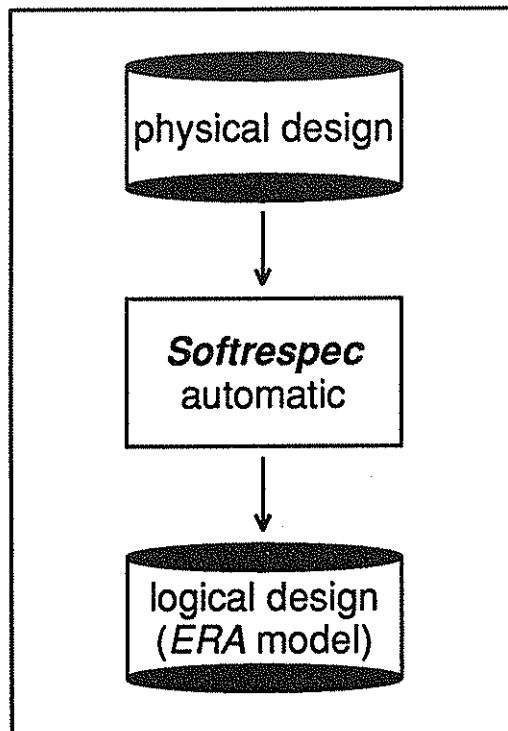 physical design
Softrespec
automatic
logical design
(ERA model)